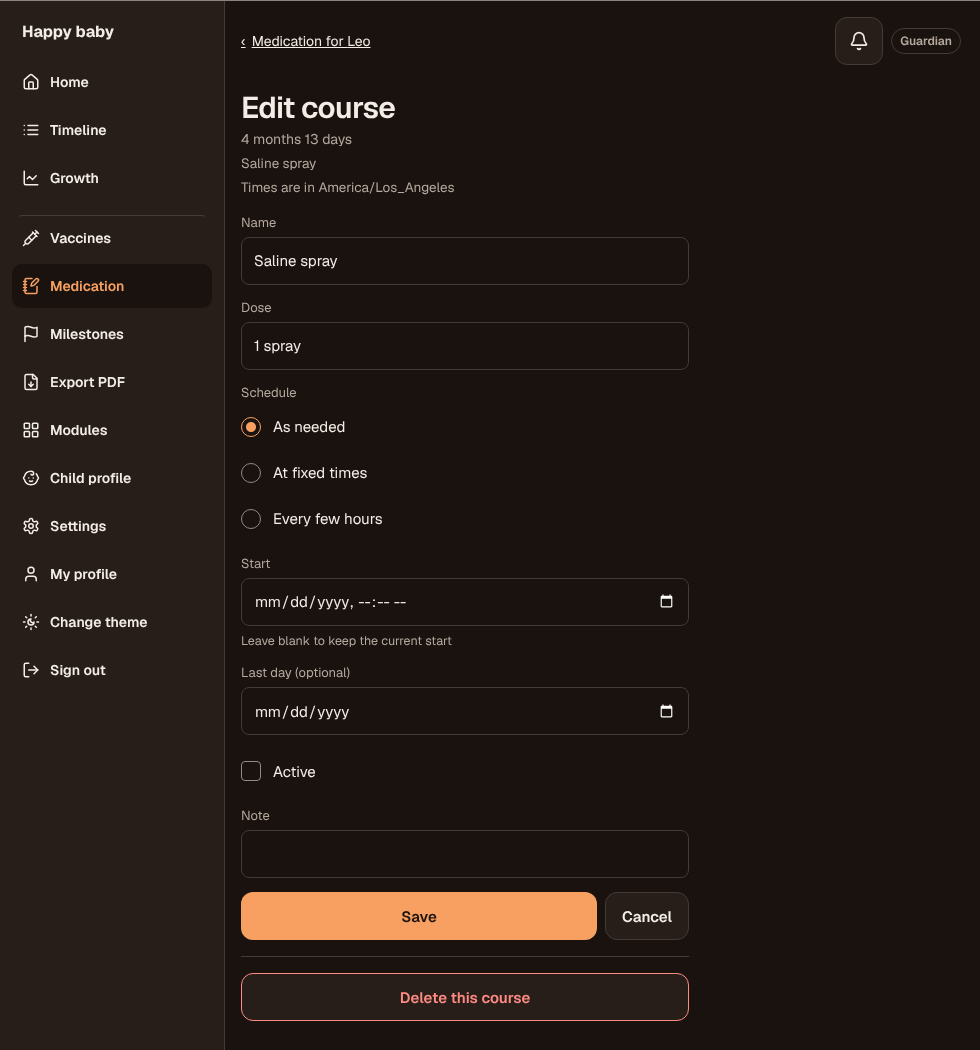 Happy baby
Home
Timeline
Growth
Vaccines
Medication
Milestones
Export PDF
Modules
Child profile
Settings
My profile
Change theme
Sign out
‹ Medication for Leo
Guardian
Edit course
4 months 13 days
Saline spray
Times are in America/Los_Angeles
Name
Saline spray
Dose
1 spray
Schedule
As needed
At fixed times
Every few hours
Start
mm/dd/yyyy, --:-- --
Leave blank to keep the current start
Last day (optional)
mm/dd/yyyy
Active
Note
Save
Cancel
Delete this course